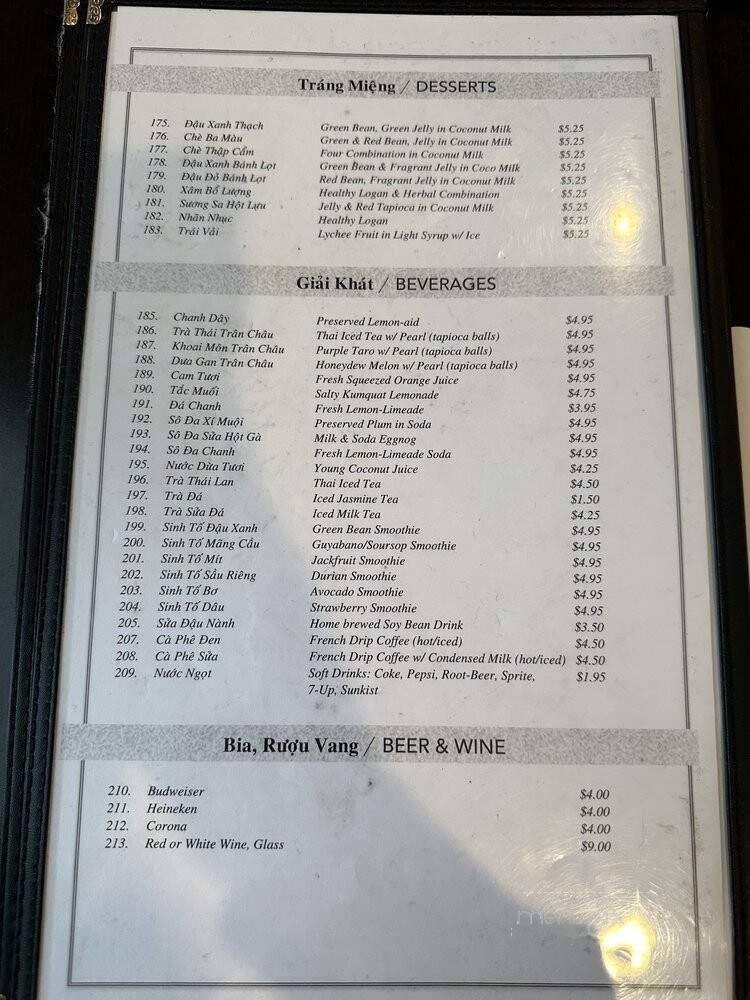 Tráng Miệng / DESSERTS
175. Đậu Xanh Thạch Green Bean, Green Jelly in Coconut Milk $5.25
176. Chè Ba Màu Green & Red Bean, Jelly in Coconut Milk $5.25
177. Chè Thập Cẩm Four Combination in Coconut Milk $5.25
178. Đậu Xanh Bánh Lọt Green Bean & Fragrant Jelly in Coco Milk $5.25
179. Đậu Đỏ Bánh Lọt Red Bean, Fragrant Jelly in Coconut Milk $5.25
180. Xâm Bổ Lượng Healthy Logan & Herbal Combination $5.25
181. Sương Sa Hột Lựu Jelly & Red Tapioca in Coconut Milk $5.25
182. Nhãn Nhục Healthy Logan $5.25
183. Trái Vải Lychee Fruit in Light Syrup w/ Ice $5.25
Giải Khát / BEVERAGES
185. Chanh Dây Preserved Lemon-aid $4.95
186. Trà Thái Trân Châu Thai Iced Tea w/ Pearl (tapioca balls) $4.95
187. Khoai Môn Trân Châu Purple Taro w/ Pearl (tapioca balls) $4.95
188. Dưa Gan Trân Châu Honeydew Melon w/ Pearl (tapioca balls) $4.95
189. Cam Tươi Fresh Squeezed Orange Juice $4.95
190. Tắc Muối Salty Kumquat Lemonade $4.75
191. Đá Chanh Fresh Lemon-Limeade $3.95
192. Sô Đa Xí Muội Preserved Plum in Soda $4.95
193. Sô Đa Sữa Hột Gà Milk & Soda Eggnog $4.95
194. Sô Đa Chanh Fresh Lemon-Limeade Soda $4.95
195. Nước Dừa Tươi Young Coconut Juice $4.25
196. Trà Thái Lan Thai Iced Tea $4.50
197. Trà Đá Iced Jasmine Tea $1.50
198. Trà Sữa Đá Iced Milk Tea $4.25
199. Sinh Tố Đậu Xanh Green Bean Smoothie $4.95
200. Sinh Tố Mãng Cầu Guyabano/Soursop Smoothie $4.95
201. Sinh Tố Mít Jackfruit Smoothie $4.95
202. Sinh Tố Sầu Riêng Durian Smoothie $4.95
203. Sinh Tố Bơ Avocado Smoothie $4.95
204. Sinh Tố Dâu Strawberry Smoothie $4.95
205. Sữa Đậu Nành Home brewed Soy Bean Drink $3.50
207. Cà Phê Đen French Drip Coffee (hot/iced) $4.50
208. Cà Phê Sữa French Drip Coffee w/ Condensed Milk (hot/iced) $4.50
209. Nước Ngọt Soft Drinks: Coke, Pepsi, Root-Beer, Sprite, $1.95
7-Up, Sunkist
Bia, Rượu Vang / BEER & WINE
210. Budweiser $4.00
211. Heineken $4.00
212. Corona $4.00
213. Red or White Wine, Glass $9.00